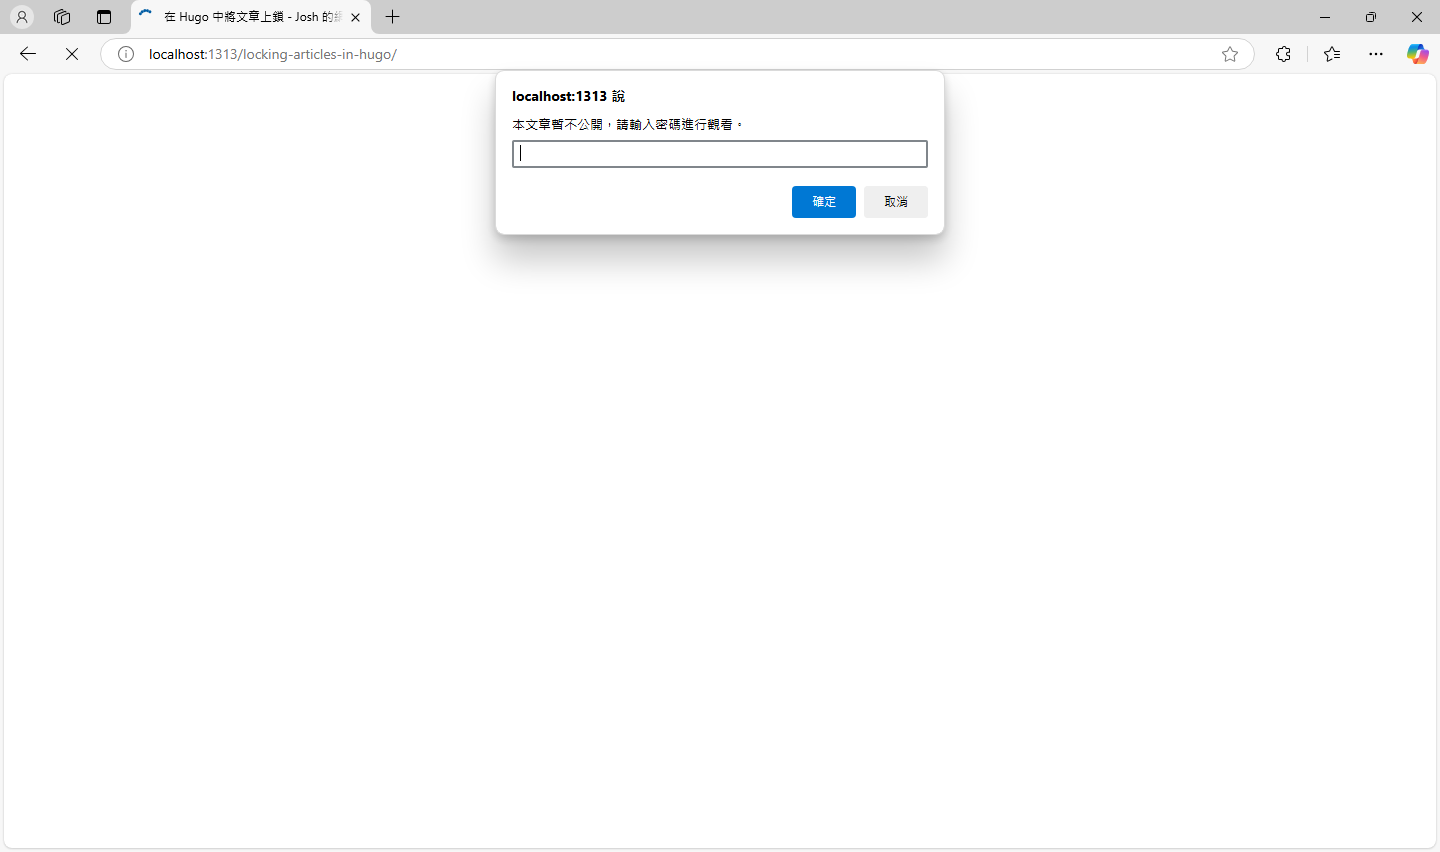 在 Hugo 中將文章上鎖 - Josh 的
localhost:1313/locking-articles-in-hugo/
localhost:1313 說
本文章暫不公開，請輸入密碼進行觀看。
確定 取消